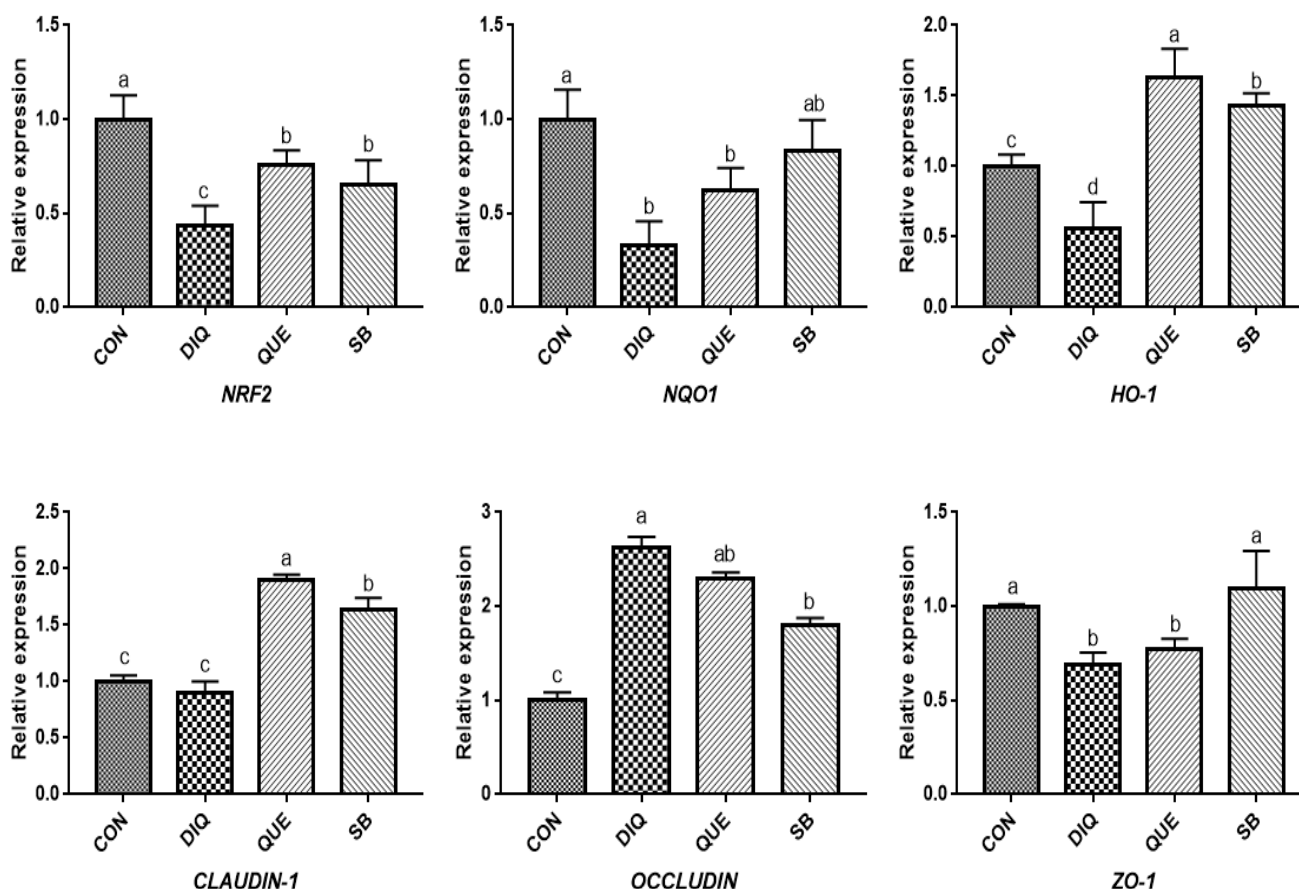 Relative expression
1.5
1.0
0.5
0.0
a
c
b
b
CON
DIQ
QUE
SB
NRF2
Relative expression
1.5
1.0
0.5
0.0
a
b
b
ab
CON
DIQ
QUE
SB
NQO1
Relative expression
2.0
1.5
1.0
0.5
0.0
c
d
a
b
CON
DIQ
QUE
SB
HO-1
Relative expression
2.5
2.0
1.5
1.0
0.5
0.0
c
c
a
b
CON
DIQ
QUE
SB
CLAUDIN-1
Relative expression
3
2
1
0
c
a
ab
b
CON
DIQ
QUE
SB
OCCLUDIN
Relative expression
1.5
1.0
0.5
0.0
a
b
b
a
CON
DIQ
QUE
SB
ZO-1